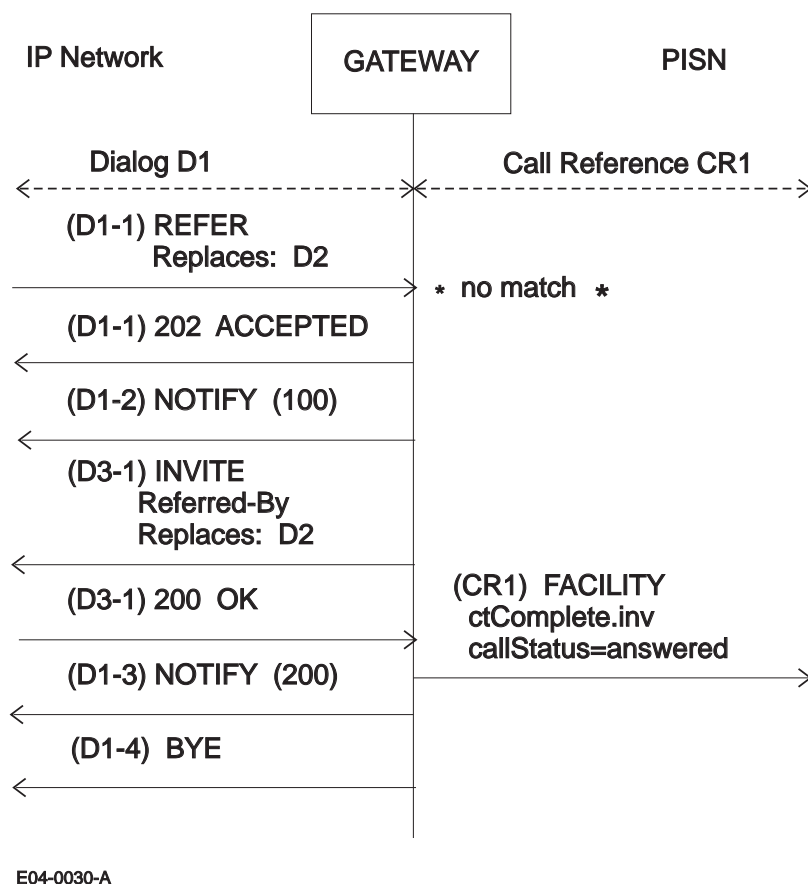 IP Network
GATEWAY
PISN
Dialog D1
Call Reference CR1
(D1-1) REFER
Replaces: D2
* no match *
(D1-1) 202 ACCEPTED
(D1-2) NOTIFY (100)
(D3-1) INVITE
Referred-By
Replaces: D2
(D3-1) 200 OK
(CR1) FACILITY
ctComplete.inv
callStatus=answered
(D1-3) NOTIFY (200)
(D1-4) BYE
E04-0030-A